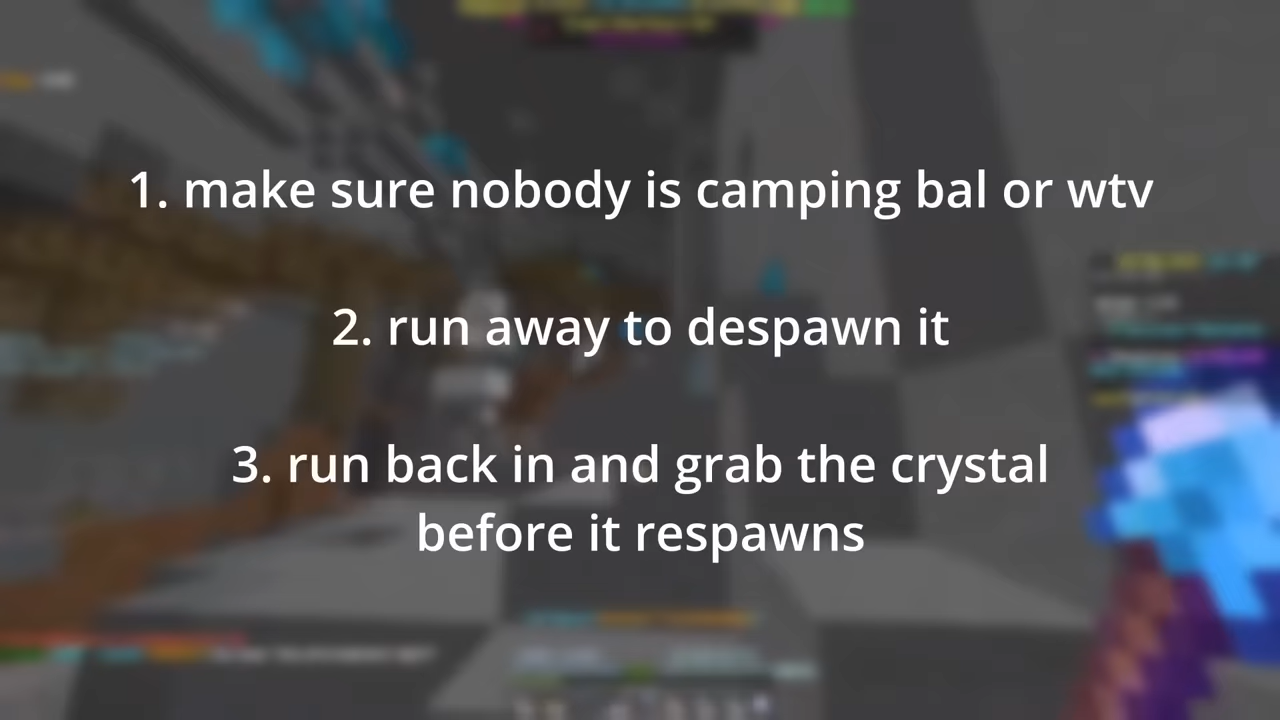 1. make sure nobody is camping bal or wtv
2. run away to despawn it
3. run back in and grab the crystal
before it respawns